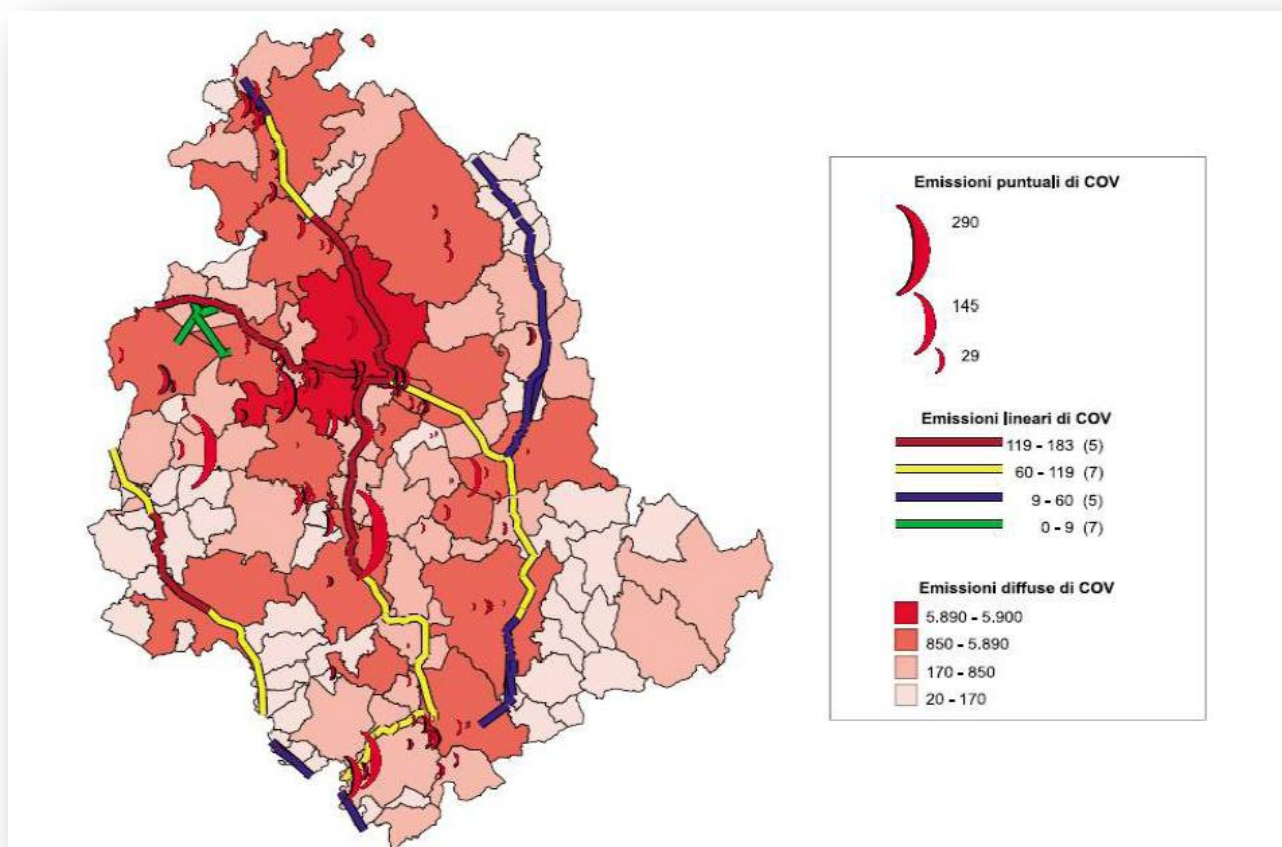 Emissioni puntuali di COV
290
145
29
Emissioni lineari di COV
119 - 183 (5)
60 - 119 (7)
9 - 60 (5)
0 - 9 (7)
Emissioni diffuse di COV
5.890 - 5.900
850 - 5.890
170 - 850
20 - 170